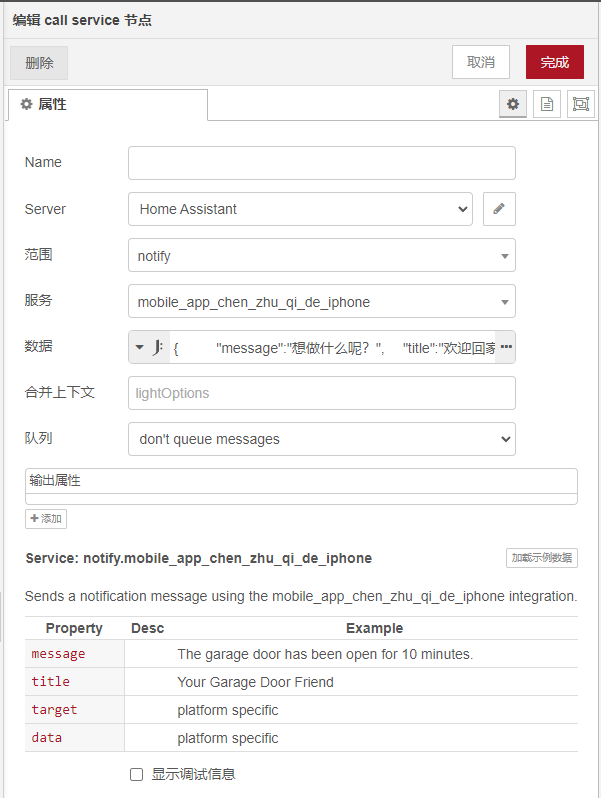 编辑 call service 节点
删除 取消 完成
属性
Name
Server Home Assistant
范围 notify
服务 mobile_app_chen_zhu_qi_de_iphone
数据 J: { "message":"想做什么呢？", "title":"欢迎回家 •••
合并上下文 lightOptions
队列 don't queue messages
输出属性
+ 添加
Service: notify.mobile_app_chen_zhu_qi_de_iphone 加载示例数据
Sends a notification message using the mobile_app_chen_zhu_qi_de_iphone integration.
Property Desc Example
message The garage door has been open for 10 minutes.
title Your Garage Door Friend
target platform specific
data platform specific
显示调试信息